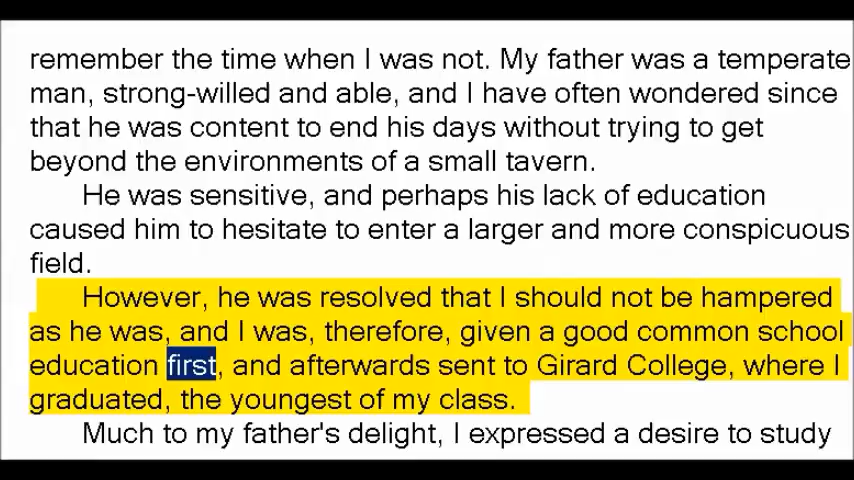 remember the time when I was not. My father was a temperate
man, strong-willed and able, and I have often wondered since
that he was content to end his days without trying to get
beyond the environments of a small tavern.
He was sensitive, and perhaps his lack of education
caused him to hesitate to enter a larger and more conspicuous
field.
However, he was resolved that I should not be hampered
as he was, and I was, therefore, given a good common school
education first, and afterwards sent to Girard College, where I
graduated, the youngest of my class.
Much to my father's delight, I expressed a desire to study